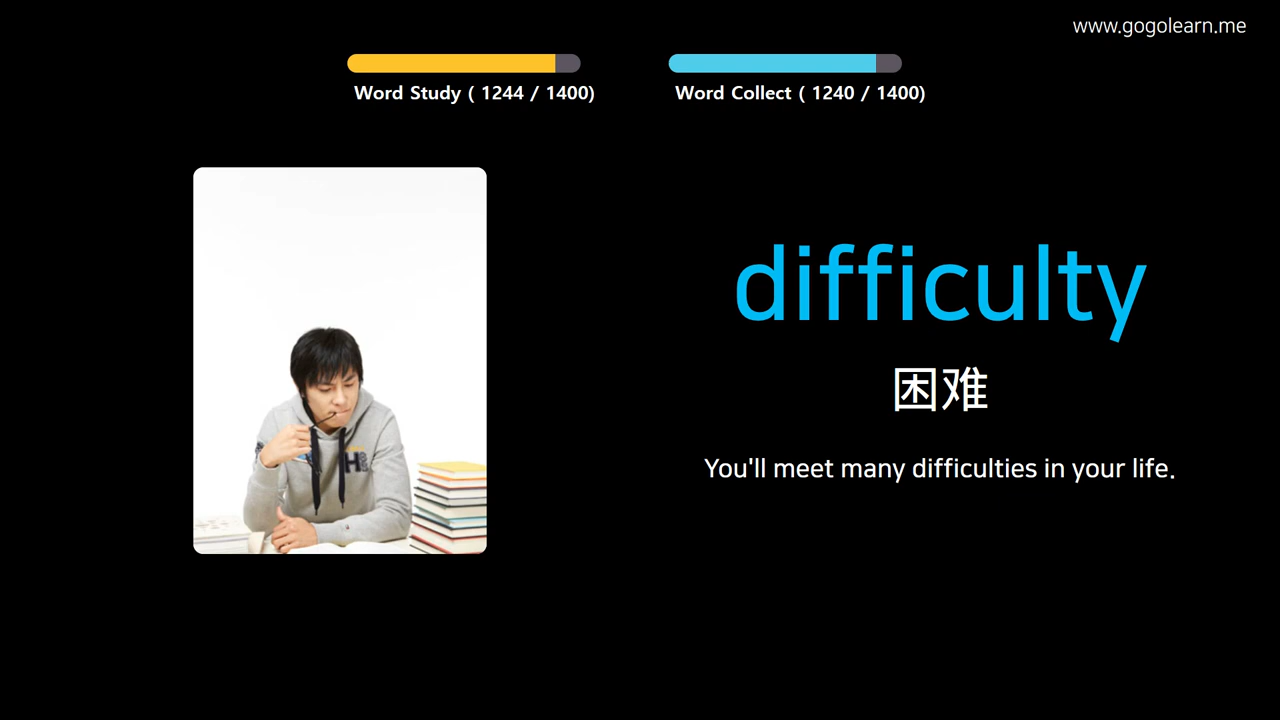 www.gogolearn.me
Word Study ( 1244 / 1400)
Word Collect ( 1240 / 1400)
difficulty
困难
You'll meet many difficulties in your life.
H